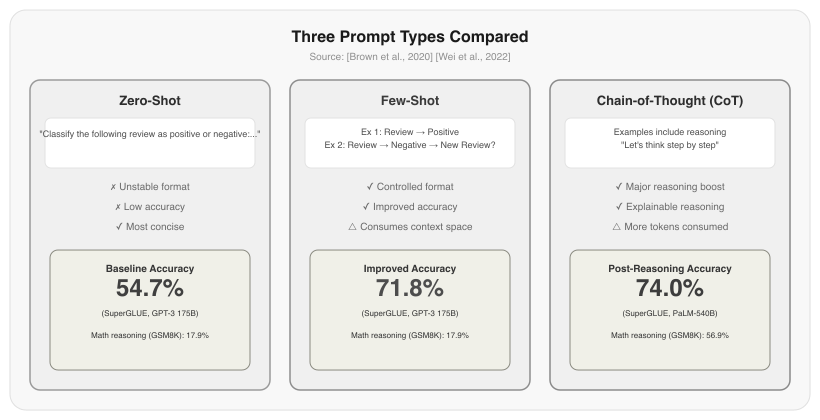 Three Prompt Types Compared
Source: [Brown et al., 2020] [Wei et al., 2022]
Zero-Shot
"Classify the following review as positive or negative:..."
✗ Unstable format
✗ Low accuracy
✓ Most concise
Baseline Accuracy
54.7%
(SuperGLUE, GPT-3 175B)
Math reasoning (GSM8K): 17.9%
Few-Shot
Ex 1: Review → Positive
Ex 2: Review → Negative → New Review?
✓ Controlled format
✓ Improved accuracy
△ Consumes context space
Improved Accuracy
71.8%
(SuperGLUE, GPT-3 175B)
Math reasoning (GSM8K): 17.9%
Chain-of-Thought (CoT)
Examples include reasoning
"Let's think step by step"
✓ Major reasoning boost
✓ Explainable reasoning
△ More tokens consumed
Post-Reasoning Accuracy
74.0%
(SuperGLUE, PaLM-540B)
Math reasoning (GSM8K): 56.9%